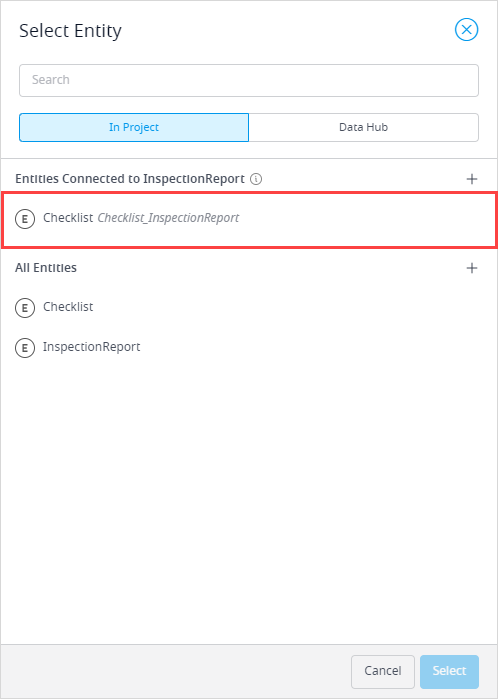 Select Entity
Search
In Project Data Hub
Entities Connected to InspectionReport
E Checklist Checklist_InspectionReport
All Entities
E Checklist
E InspectionReport
Cancel Select